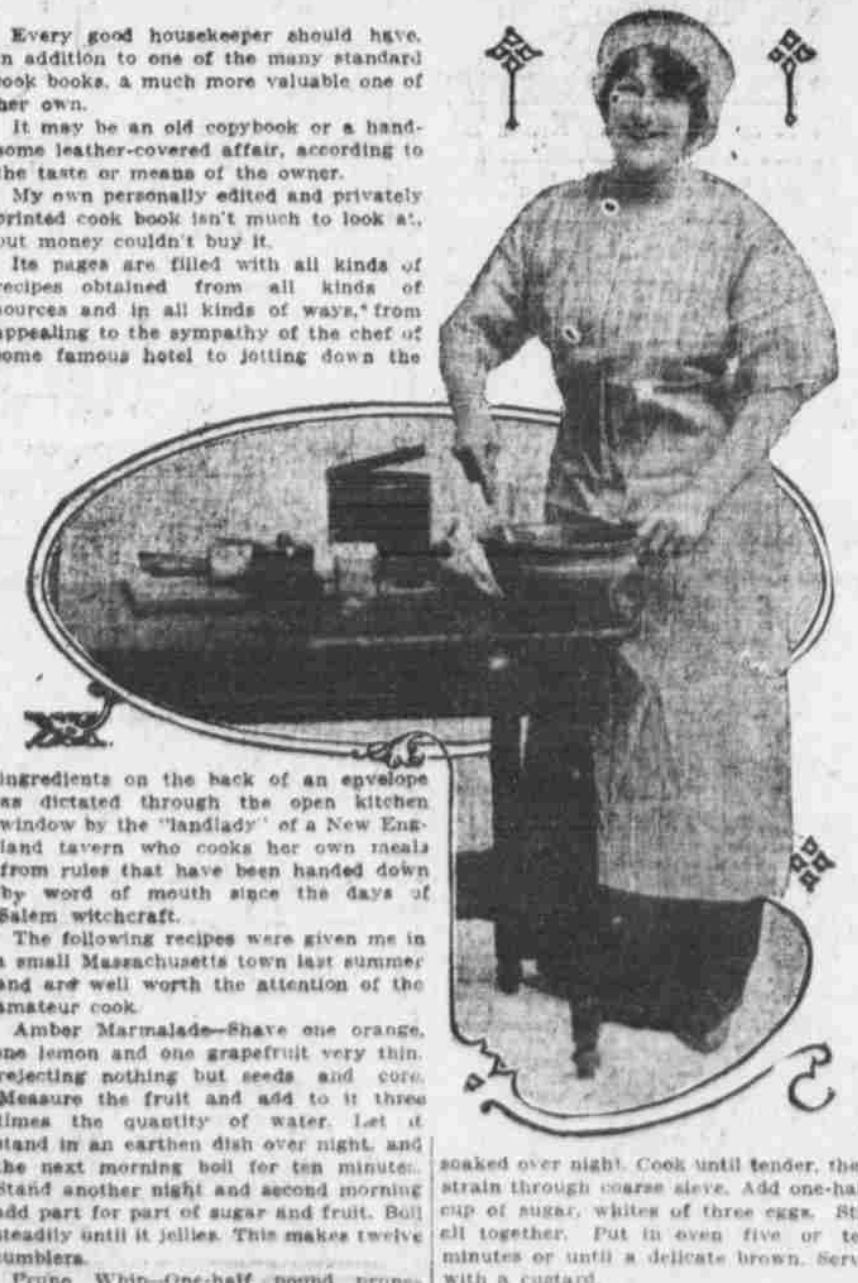 Every good housekeeper should have,
in addition to one of the many standard
cook books, a much more valuable one of
her own.
It may be an old copybook or a hand-
some leather-covered affair, according to
the taste or means of the owner.
My own personally edited and privately
printed cook book isn't much to look at,
but money couldn't buy it.
Its pages are filled with all kinds of
recipes obtained from all kinds of
sources and in all kinds of ways, from
appealing to the sympathy of the chef of
some famous hotel to jotting down the
ingredients on the back of an envelope
as dictated through the open kitchen
window by the "landlady" of a New Eng-
land tavern who cooks her own meals
from rules that have been handed down
by word of mouth since the days of
Salem witchcraft.
The following recipes were given me in
a small Massachusetts town last summer
and are well worth the attention of the
amateur cook.
Amber Marmalade—Shave one orange,
one lemon and one grapefruit very thin,
rejecting nothing but seeds and core.
Measure the fruit and add to it three
times the quantity of water. Let it
stand in an earthen dish over night, and
the next morning boil for ten minutes.
Stand another night and second morning
add part for part of sugar and fruit. Boil
steadily until it jellies. This makes twelve
tumblers.
Prune Whip—One-half pound prunes
soaked over night. Cook until tender, the
strain through coarse sieve. Add one-ha
cup of sugar, whites of three eggs. St
all together. Put in oven five or te
minutes or until a delicate brown. Serv
with a custard.